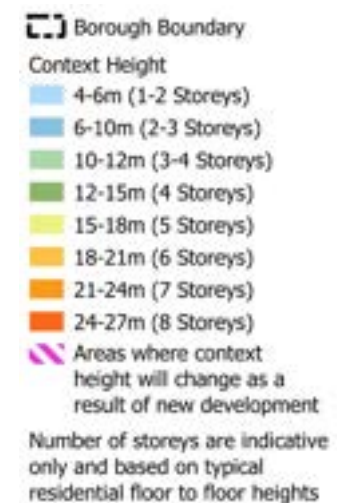 Borough Boundary
Context Height
4-6m (1-2 Storeys)
6-10m (2-3 Storeys)
10-12m (3-4 Storeys)
12-15m (4 Storeys)
15-18m (5 Storeys)
18-21m (6 Storeys)
21-24m (7 Storeys)
24-27m (8 Storeys)
Areas where context
height will change as a
result of new development
Number of storeys are indicative
only and based on typical
residential floor to floor heights